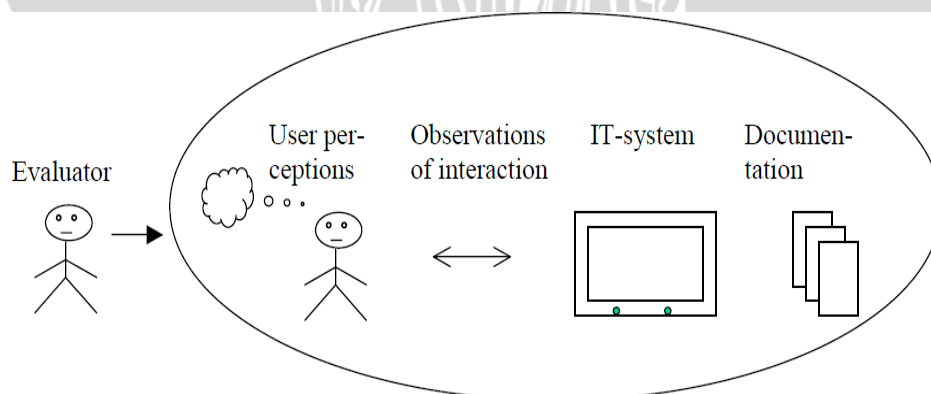 User per-
ceptions
Observations
of interaction
IT-system
Documen-
tation
Evaluator